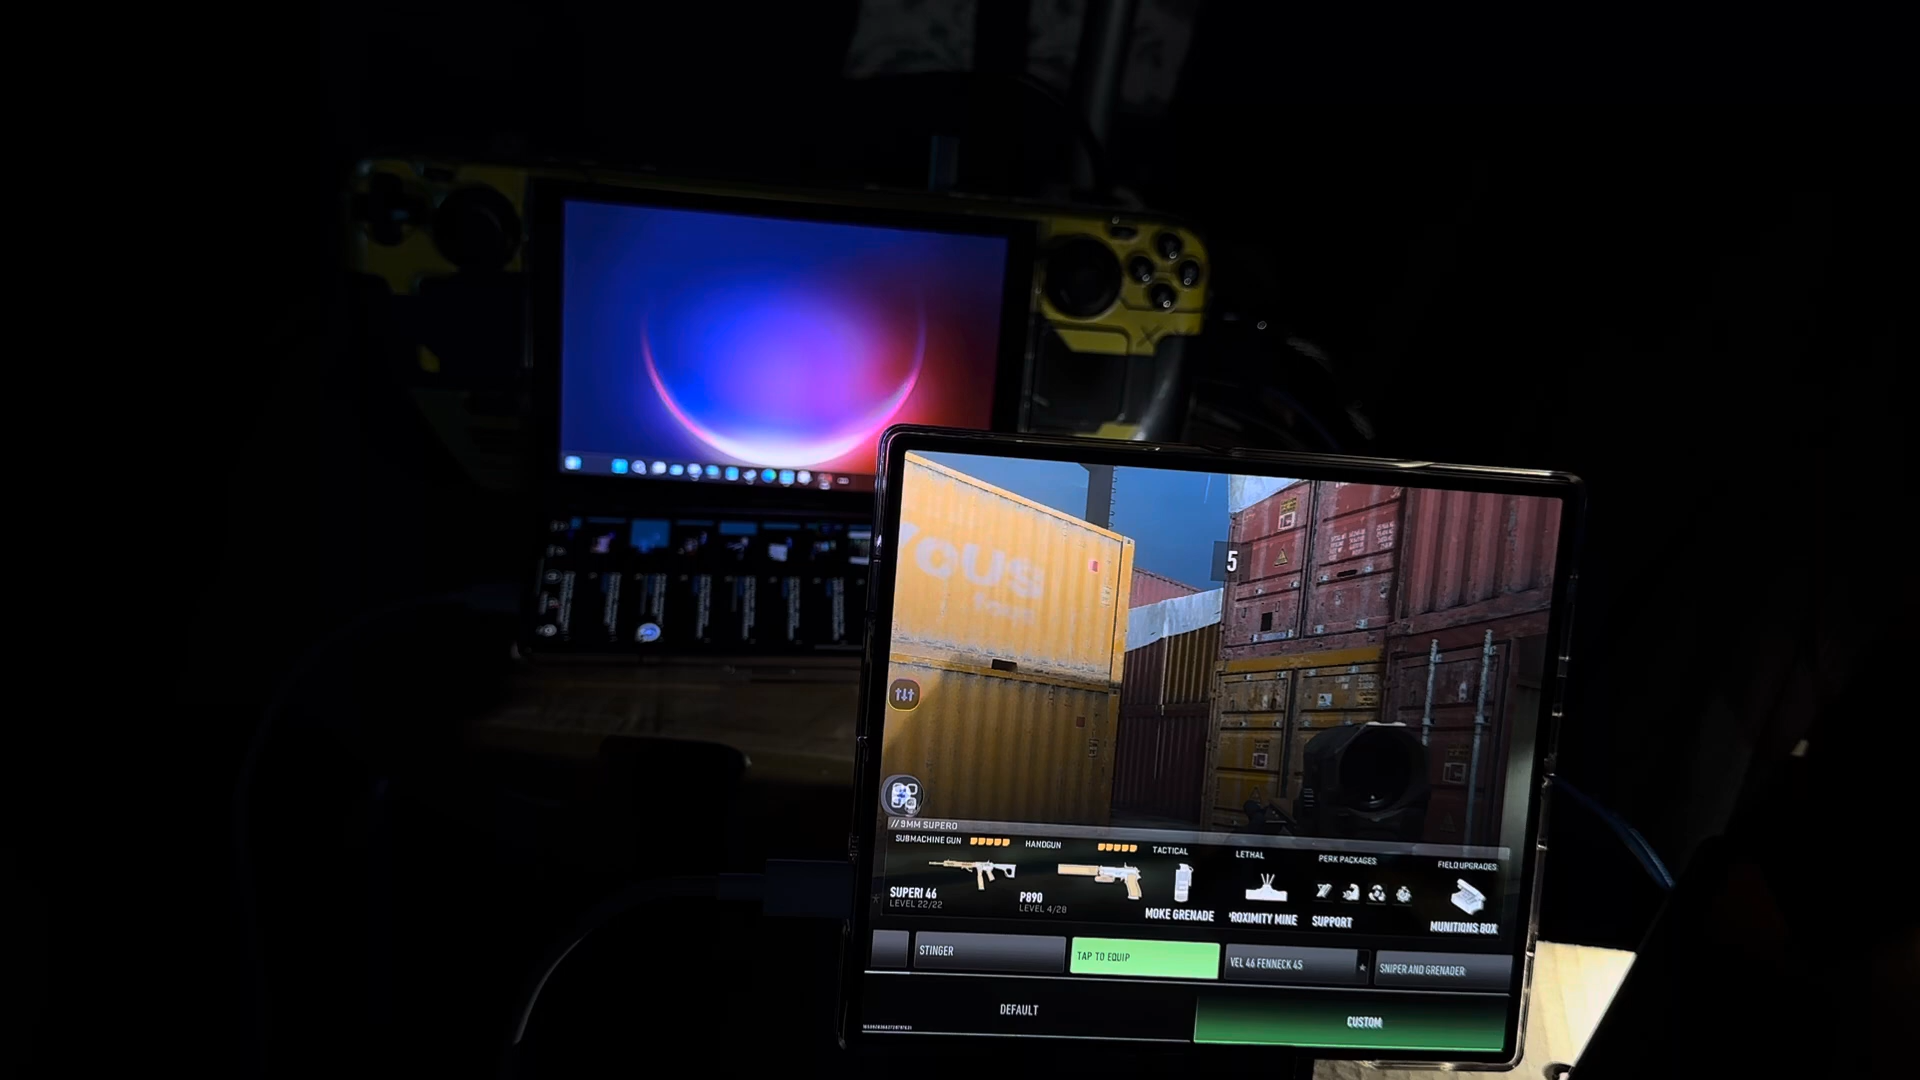 YOUS
5
// 9MM SUPERO
SUBMACHINE GUN
HANDGUN
TACTICAL
LETHAL
PERK PACKAGES
FIELD UPGRADES
SUPERI 46
LEVEL 22/22
P890
LEVEL 4/28
MOKE GRENADE
ROXIMITY MINE
SUPPORT
MUNITIONS BOX
STINGER
TAP TO EQUIP
VEL 46 FENNECK 45
SNIPER AND GRENADER
DEFAULT
CUSTOM